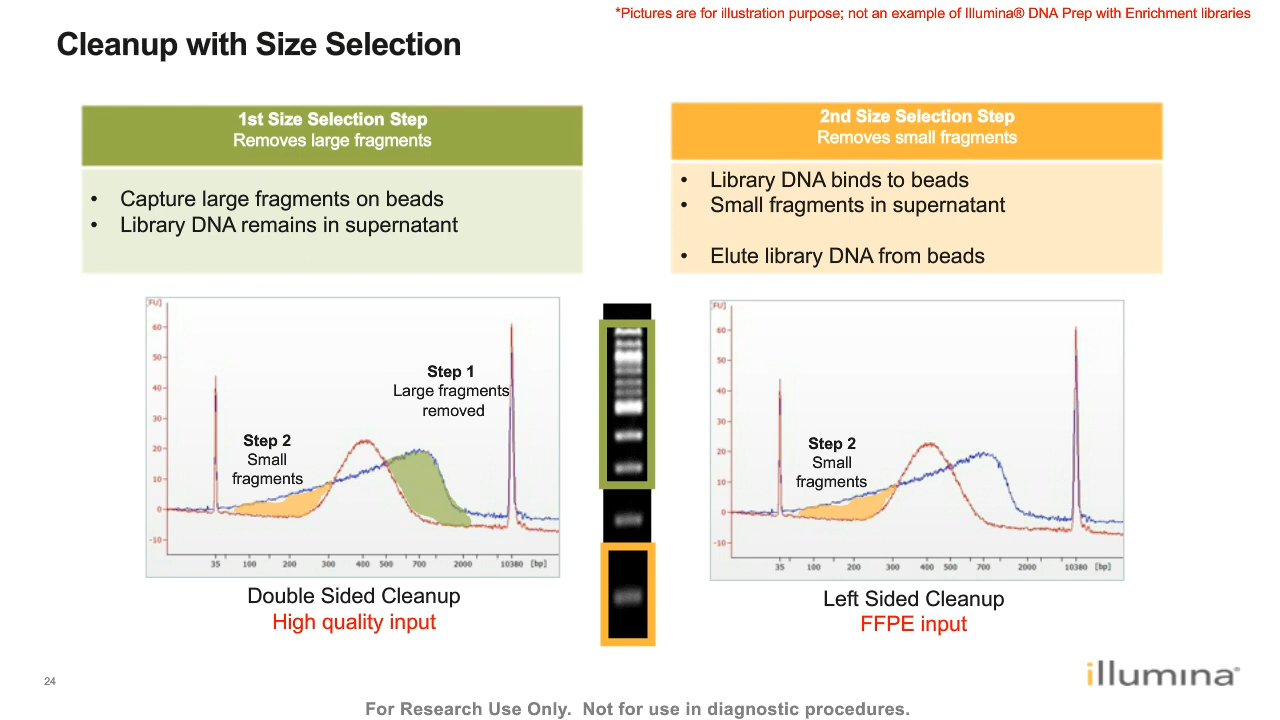 *Pictures are for illustration purpose; not an example of Illumina® DNA Prep with Enrichment libraries
Cleanup with Size Selection
1st Size Selection Step
Removes large fragments
• Capture large fragments on beads
• Library DNA remains in supernatant
2nd Size Selection Step
Removes small fragments
• Library DNA binds to beads
• Small fragments in supernatant
• Elute library DNA from beads
[FU]
60
50
40
30
20
10
0
-10
Step 1
Large fragments
removed
Step 2
Small
fragments
35 100 200 300 400 500 700 2000 10380 [bp]
Double Sided Cleanup
High quality input
[FU]
60
50
40
30
20
10
0
-10
Step 2
Small
fragments
35 100 200 300 400 500 700 2000 10380 [bp]
Left Sided Cleanup
FFPE input
24
illumina®
For Research Use Only. Not for use in diagnostic procedures.